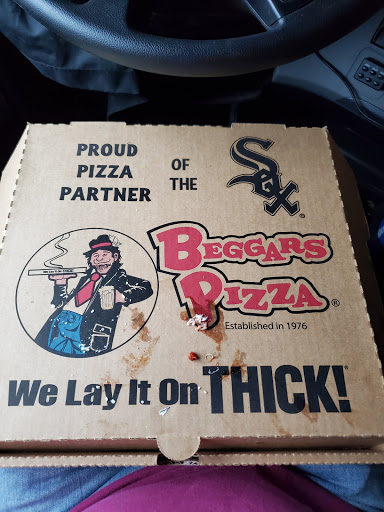 PROUD
PIZZA
PARTNER
OF
THE
Sox
®
BEGGARS
PIZZA®
Established in 1976
We Lay It On THICK!